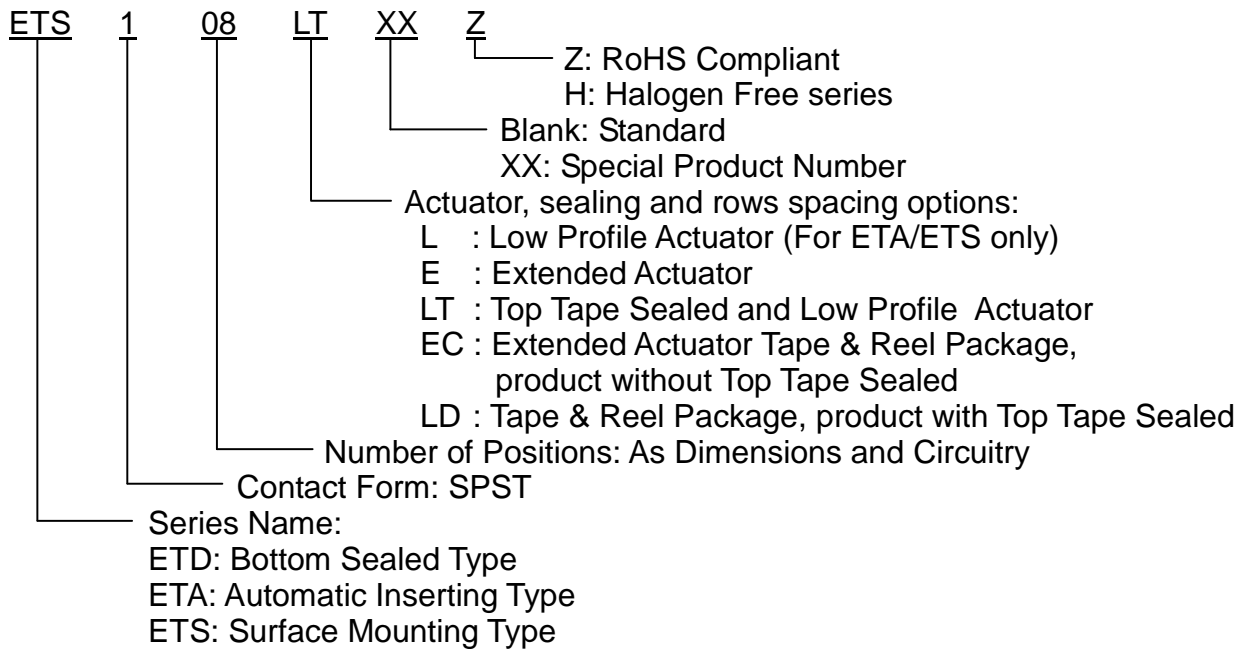 ETS 1 08 LT XX Z
Z: RoHS Compliant
H: Halogen Free series
Blank: Standard
XX: Special Product Number
Actuator, sealing and rows spacing options:
L : Low Profile Actuator (For ETA/ETS only)
E : Extended Actuator
LT : Top Tape Sealed and Low Profile Actuator
EC : Extended Actuator Tape & Reel Package,
product without Top Tape Sealed
LD : Tape & Reel Package, product with Top Tape Sealed
Number of Positions: As Dimensions and Circuitry
Contact Form: SPST
Series Name:
ETD: Bottom Sealed Type
ETA: Automatic Inserting Type
ETS: Surface Mounting Type